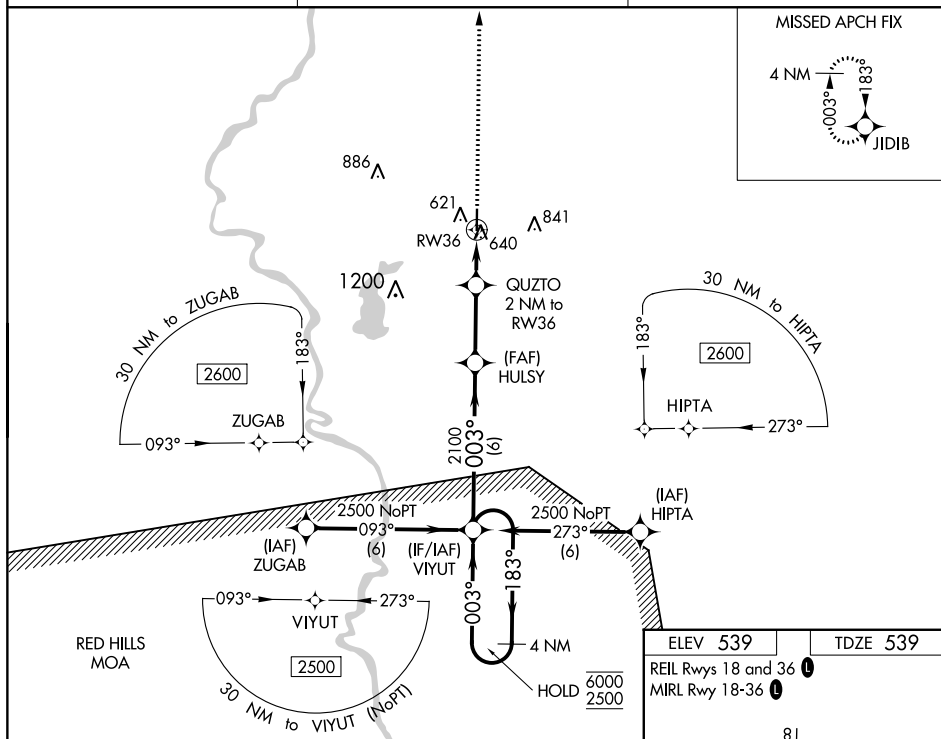 MISSED APCH FIX
4 NM
003°
183°
JIDIB
886
621
841
RW36
640
1200
QUZTO
2 NM to
RW36
(FAF)
HULSY
30 NM to ZUGAB
2600
183°
ZUGAB
093°
30 NM to HIPTA
2600
183°
HIPTA
273°
2100
003°
(6)
2500 NoPT
093°
(6)
(IAF)
ZUGAB
(IF/IAF)
VIYUT
2500 NoPT
273°
(6)
(IAF)
HIPTA
003°
183°
4 NM
HOLD
6000
2500
093°
273°
VIYUT
2500
30 NM to VIYUT (NoPT)
RED HILLS
MOA
ELEV 539
TDZE 539
REIL Rwys 18 and 36 L
MIRL Rwy 18-36 L